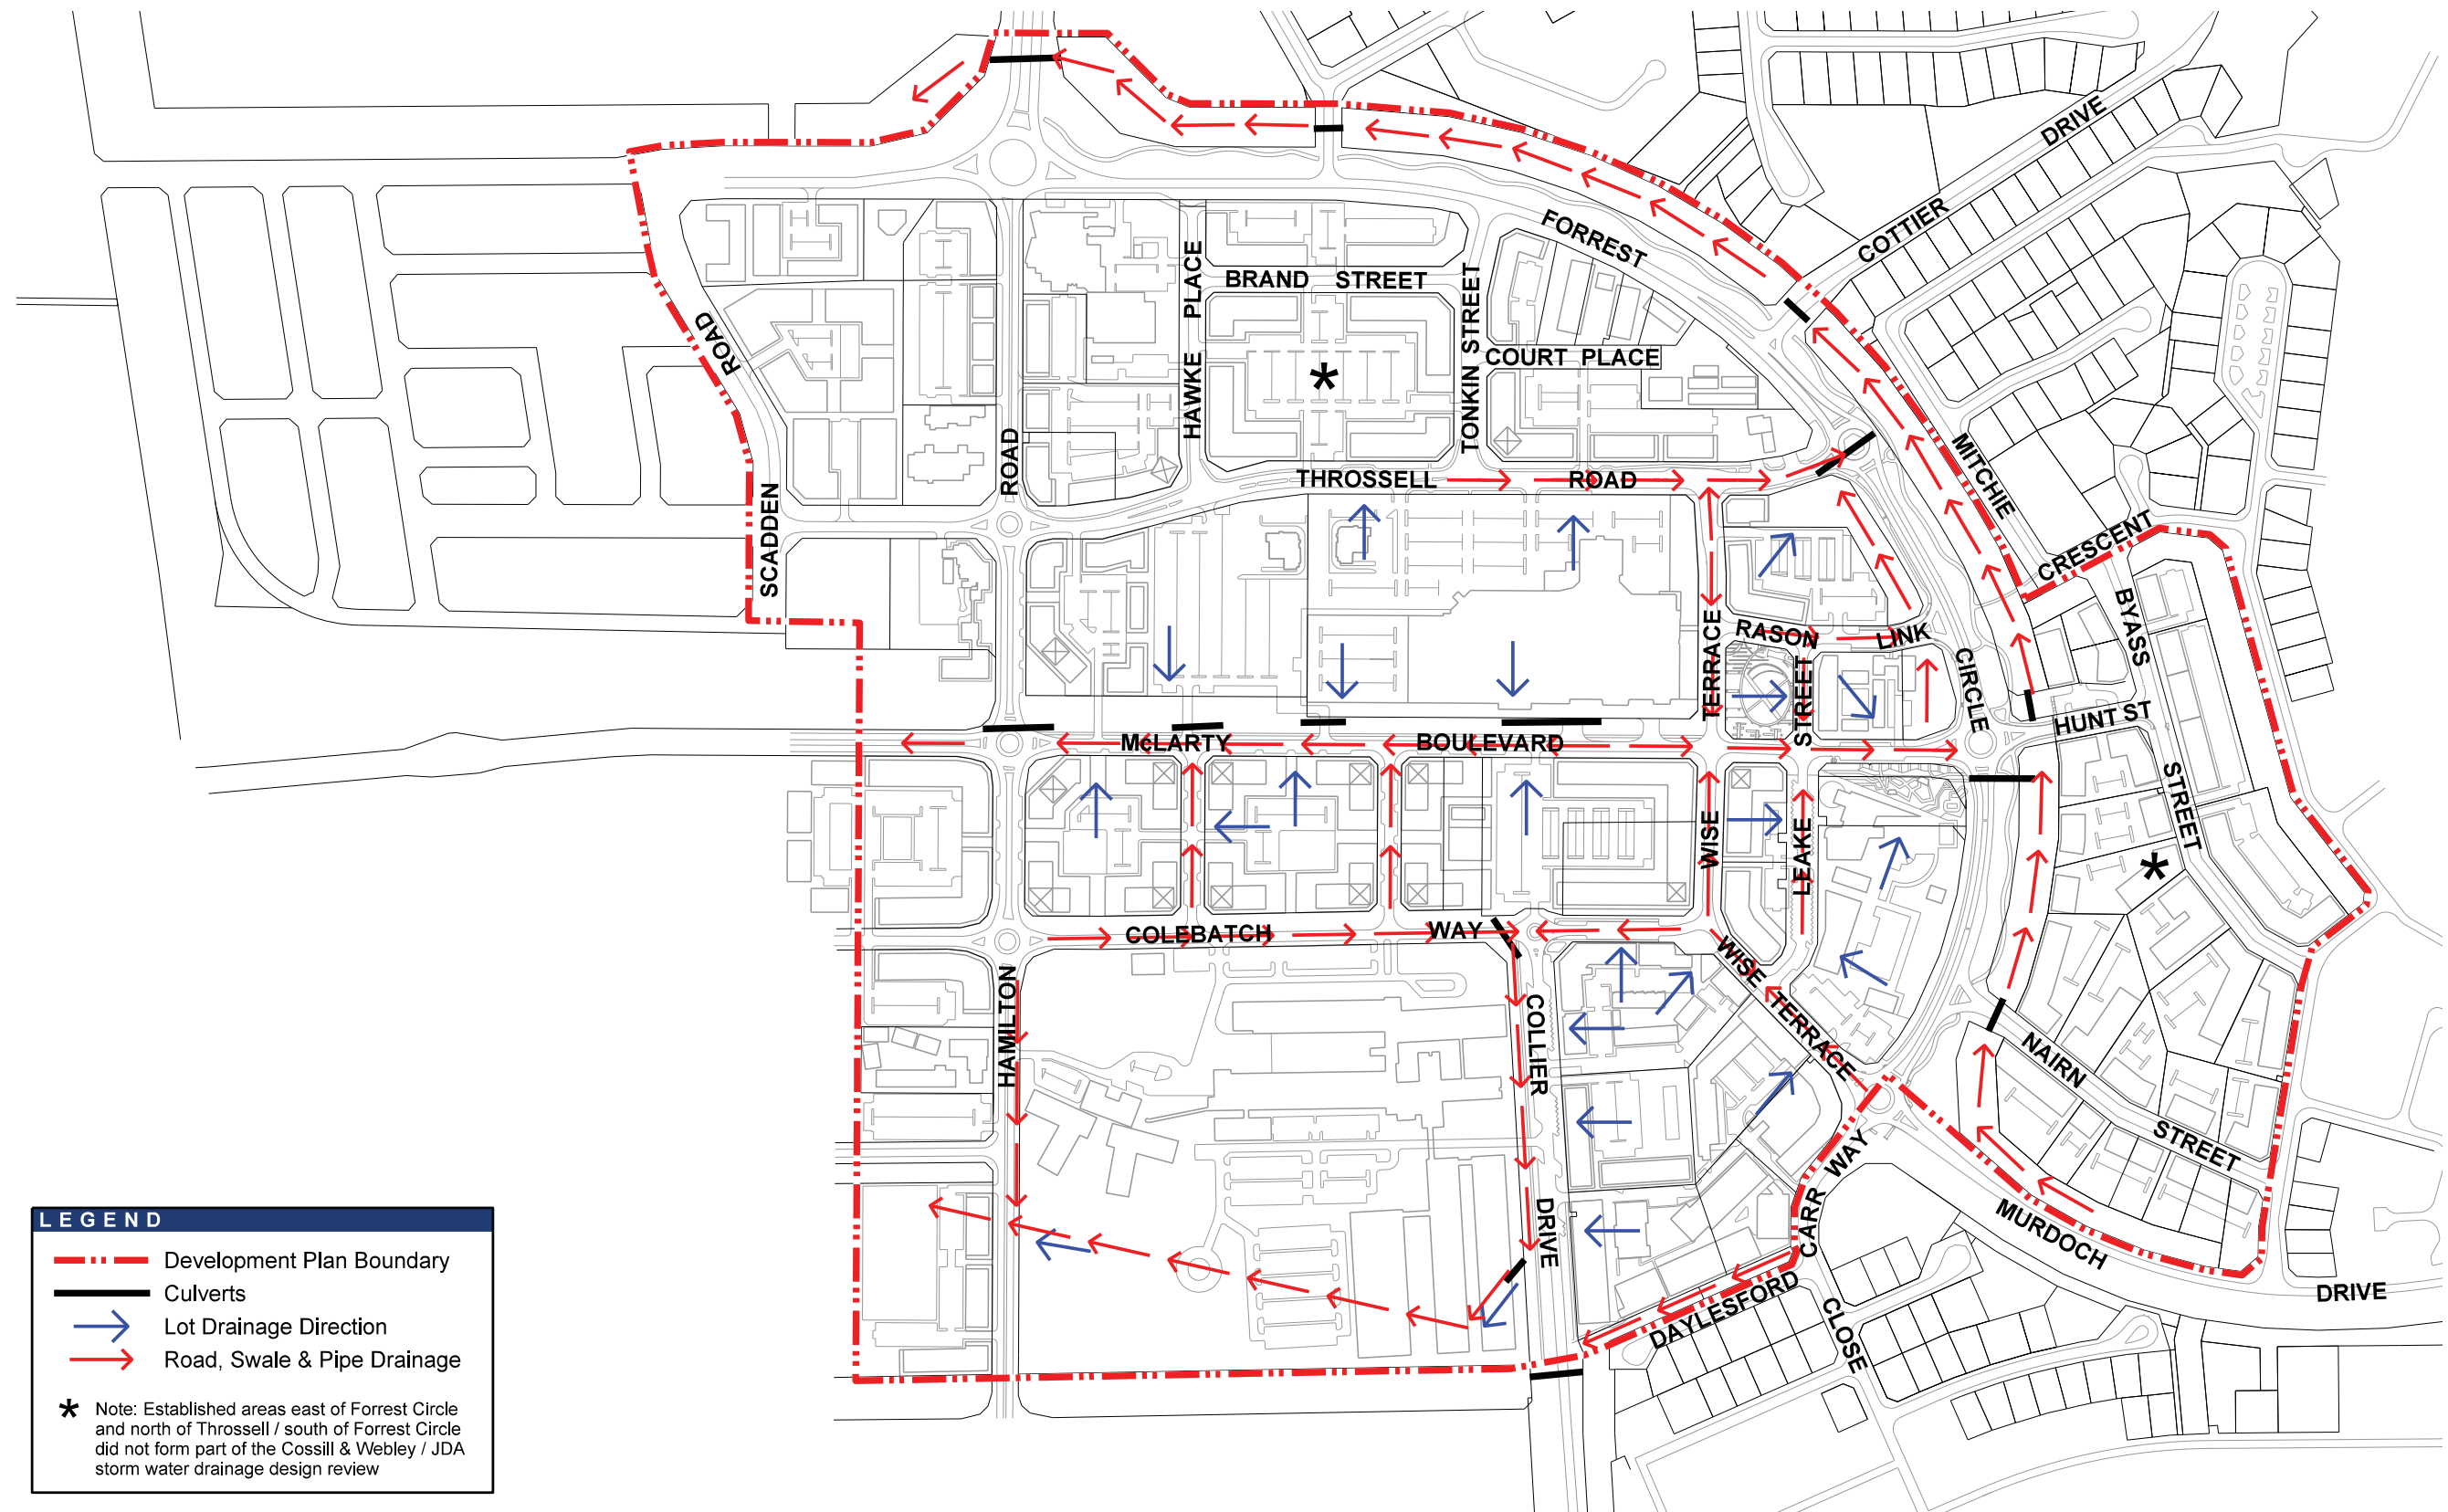 DRIVE
COTTIER
FORREST
PLACE
HAWKE
BRAND STREET
STREET
TONKIN
COURT PLACE
ROAD
SCADDEN
ROAD
THROSSELL ROAD
MITCHIE
CRESCENT
BYASS
STREET
TERRACE
RASON LINK
STREET
CIRCLE
HUNT ST
McLARTY BOULEVARD
WISE
LEAKE
COLEBATCH WAY
WISE TERRACE
HAMILTON
COLLIER
DRIVE
NAIRN
STREET
CARR WAY
MURDOCH
DRIVE
DAYLESFORD
CLOSE
*
*
LEGEND
Development Plan Boundary
Culverts
Lot Drainage Direction
Road, Swale & Pipe Drainage
* Note: Established areas east of Forrest Circle
and north of Throssell / south of Forrest Circle
did not form part of the Cossill & Webley / JDA
storm water drainage design review